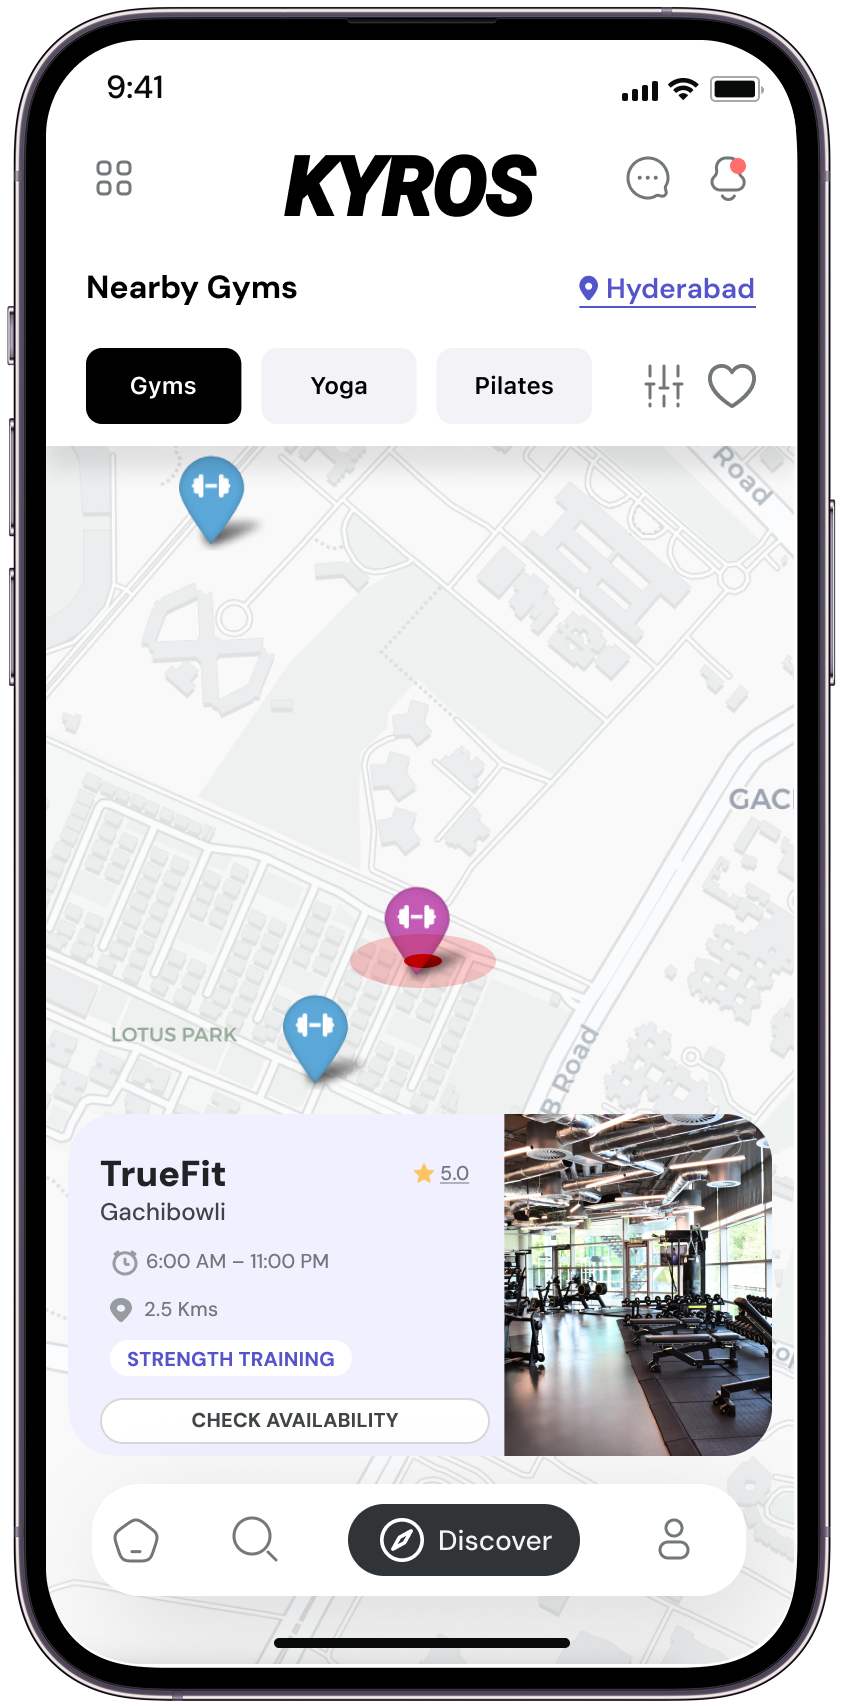 9:41
KYROS
Nearby Gyms
Hyderabad
Gyms
Yoga
Pilates
Road
GACI
LOTUS PARK
B Road
TrueFit
5.0
Gachibowli
6:00 AM – 11:00 PM
2.5 Kms
STRENGTH TRAINING
CHECK AVAILABILITY
Discover